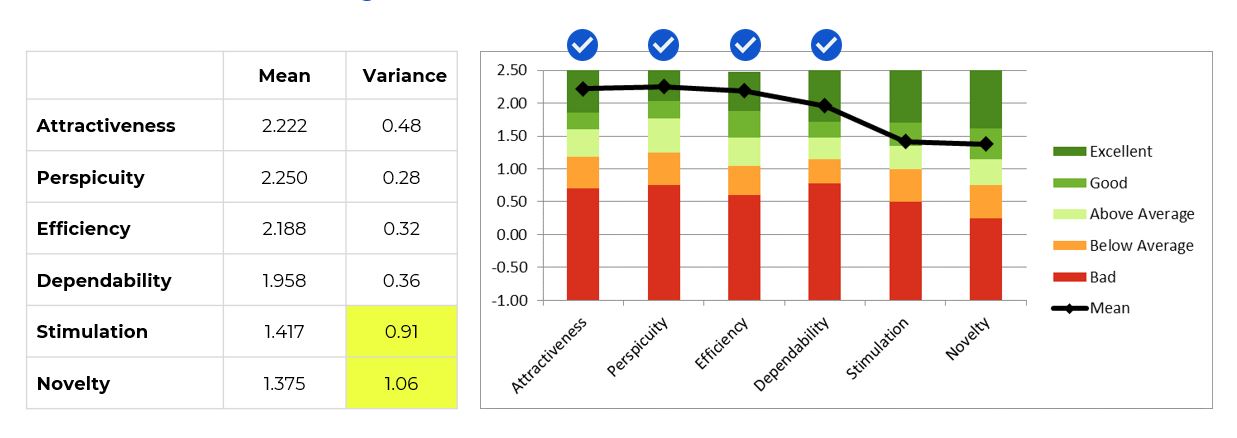 Mean Variance
Attractiveness 2.222 0.48
Perspicuity 2.250 0.28
Efficiency 2.188 0.32
Dependability 1.958 0.36
Stimulation 1.417 0.91
Novelty 1.375 1.06
2.50
2.00
1.50
1.00
0.50
0.00
-0.50
-1.00
Attractiveness
Perspicuity
Efficiency
Dependability
Stimulation
Novelty
Excellent
Good
Above Average
Below Average
Bad
Mean